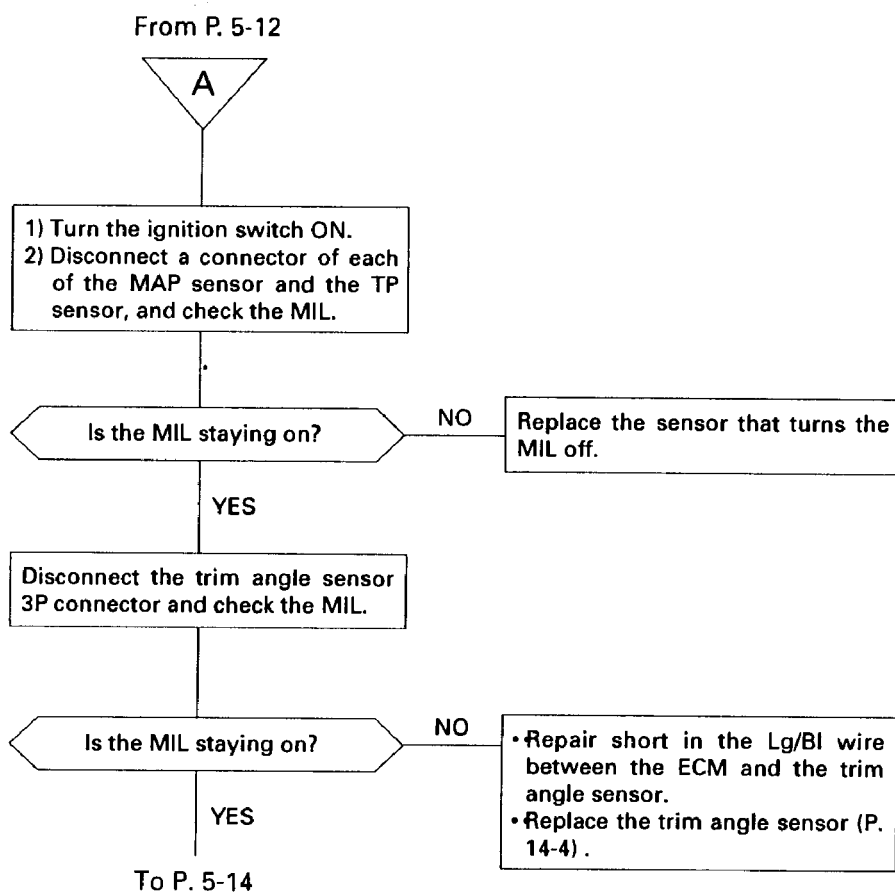 From P. 5-12
A
1) Turn the ignition switch ON.
2) Disconnect a connector of each
of the MAP sensor and the TP
sensor, and check the MIL.
Is the MIL staying on?
NO
Replace the sensor that turns the
MIL off.
YES
Disconnect the trim angle sensor
3P connector and check the MIL.
Is the MIL staying on?
NO
•Repair short in the Lg/Bl wire
between the ECM and the trim
angle sensor.
•Replace the trim angle sensor (P.
14-4) .
YES
To P. 5-14